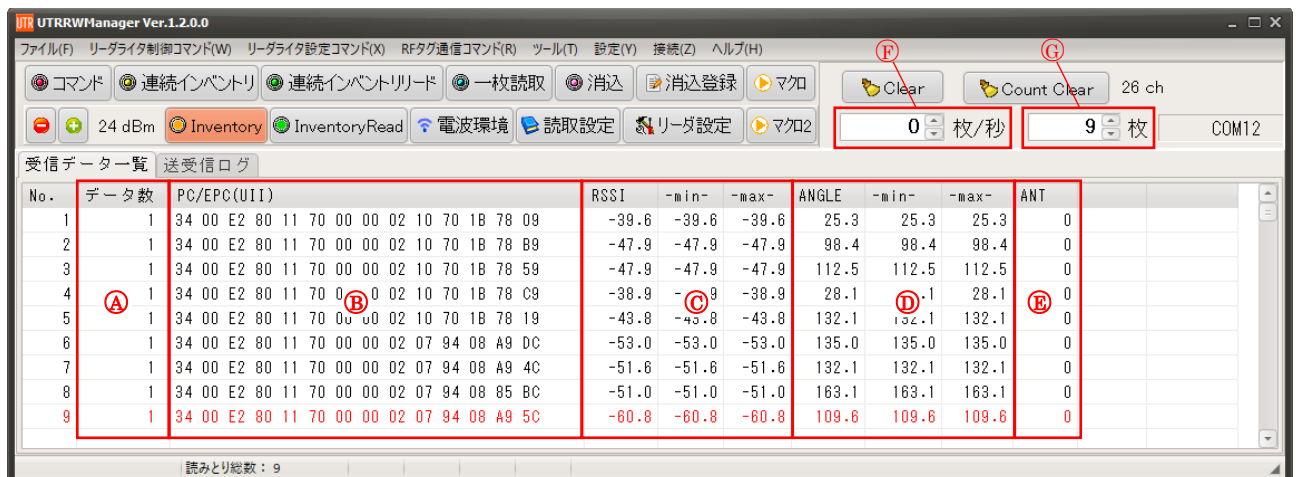 UTR UTRRWManager Ver.1.2.0.0
ファイル(F) リーダライタ制御コマンド(W) リーダライタ設定コマンド(X) RFタグ通信コマンド(R) ツール(T) 設定(Y) 接続(Z) ヘルプ(H)
Ⓕ Ⓖ
コマンド 連続インベントリ 連続インベントリリード 一枚読取 消込 消込登録 マクロ Clear Count Clear 26 ch
24 dBm Inventory InventoryRead 電波環境 読取設定 リーダ設定 マクロ2 0 枚/秒 9 枚 COM12
受信データ一覧 送受信ログ
No. データ数 PC/EPC(UII) RSSI -min- -max- ANGLE -min- -max- ANT
1 1 34 00 E2 80 11 70 00 00 02 10 70 1B 78 09 -39.6 -39.6 -39.6 25.3 25.3 25.3 0
2 1 34 00 E2 80 11 70 00 00 02 10 70 1B 78 B9 -47.9 -47.9 -47.9 98.4 98.4 98.4 0
3 1 34 00 E2 80 11 70 00 00 02 10 70 1B 78 59 -47.9 -47.9 -47.9 112.5 112.5 112.5 0
4 Ⓐ 1 34 00 E2 80 11 70 0 Ⓑ 0 02 10 70 1B 78 C9 -38.9 - Ⓒ 9 -38.9 28.1 Ⓓ .1 28.1 Ⓔ 0
5 1 34 00 E2 80 11 70 00 00 02 10 70 1B 78 19 -43.8 -43.8 -43.8 132.1 132.1 132.1 0
6 1 34 00 E2 80 11 70 00 00 02 07 94 08 A9 DC -53.0 -53.0 -53.0 135.0 135.0 135.0 0
7 1 34 00 E2 80 11 70 00 00 02 07 94 08 A9 4C -51.6 -51.6 -51.6 132.1 132.1 132.1 0
8 1 34 00 E2 80 11 70 00 00 02 07 94 08 85 BC -51.0 -51.0 -51.0 163.1 163.1 163.1 0
9 1 34 00 E2 80 11 70 00 00 02 07 94 08 A9 5C -60.8 -60.8 -60.8 109.6 109.6 109.6 0
読みとり総数：9